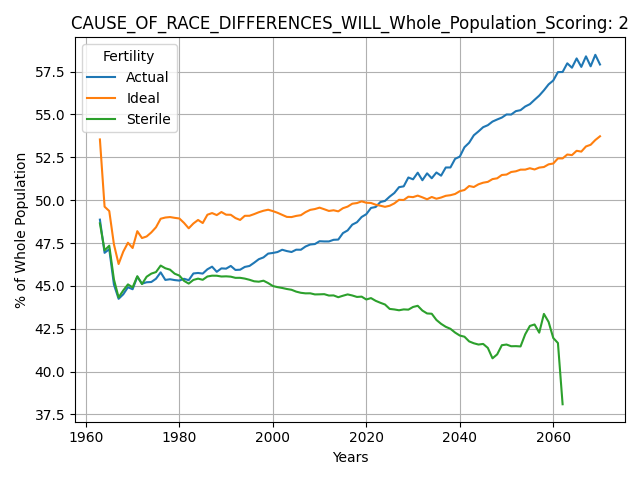 CAUSE_OF_RACE_DIFFERENCES_WILL_Whole_Population_Scoring: 2
Fertility
Actual
Ideal
Sterile
57.5
55.0
52.5
50.0
47.5
45.0
42.5
40.0
37.5
% of Whole Population
1960
1980
2000
2020
2040
2060
Years